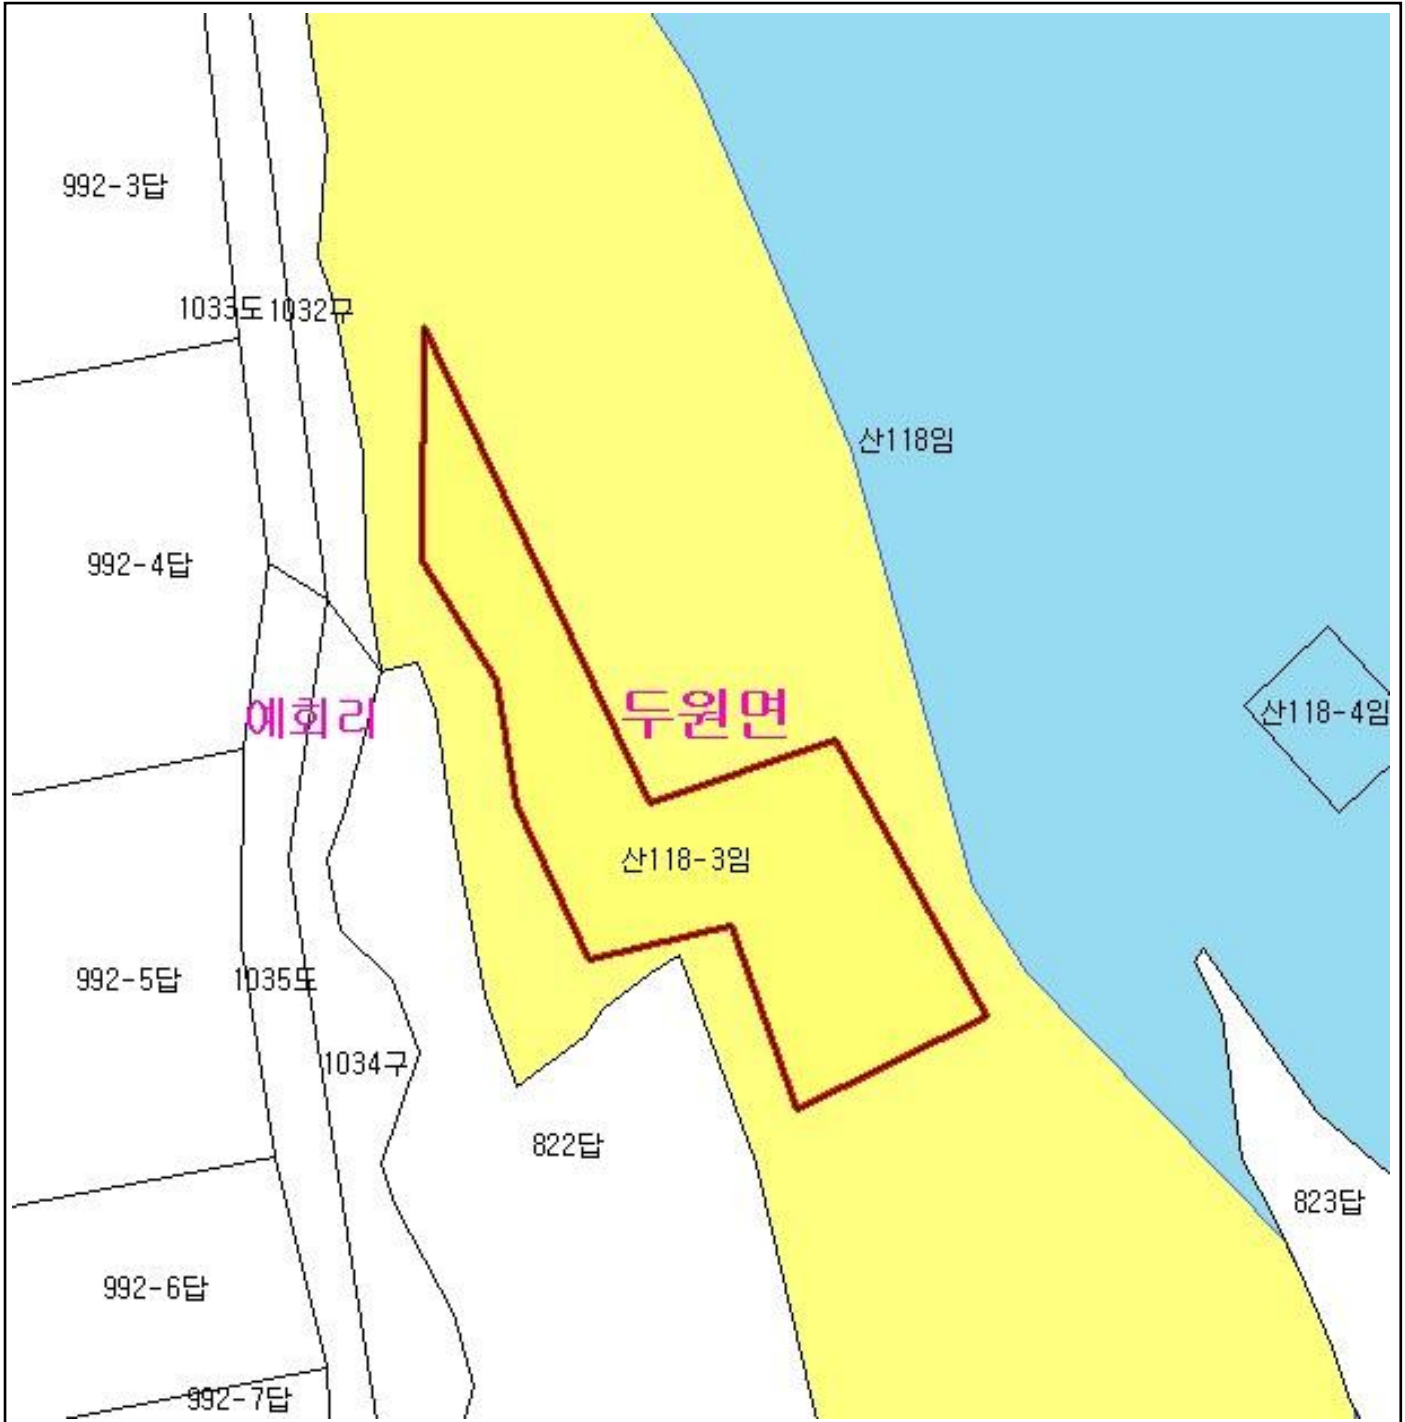 992-3답
1033도
1032구
산118임
992-4답
예회리
두원면
산118-4임
산118-3임
992-5답
1035도
1034구
822답
823답
992-6답
992-7답